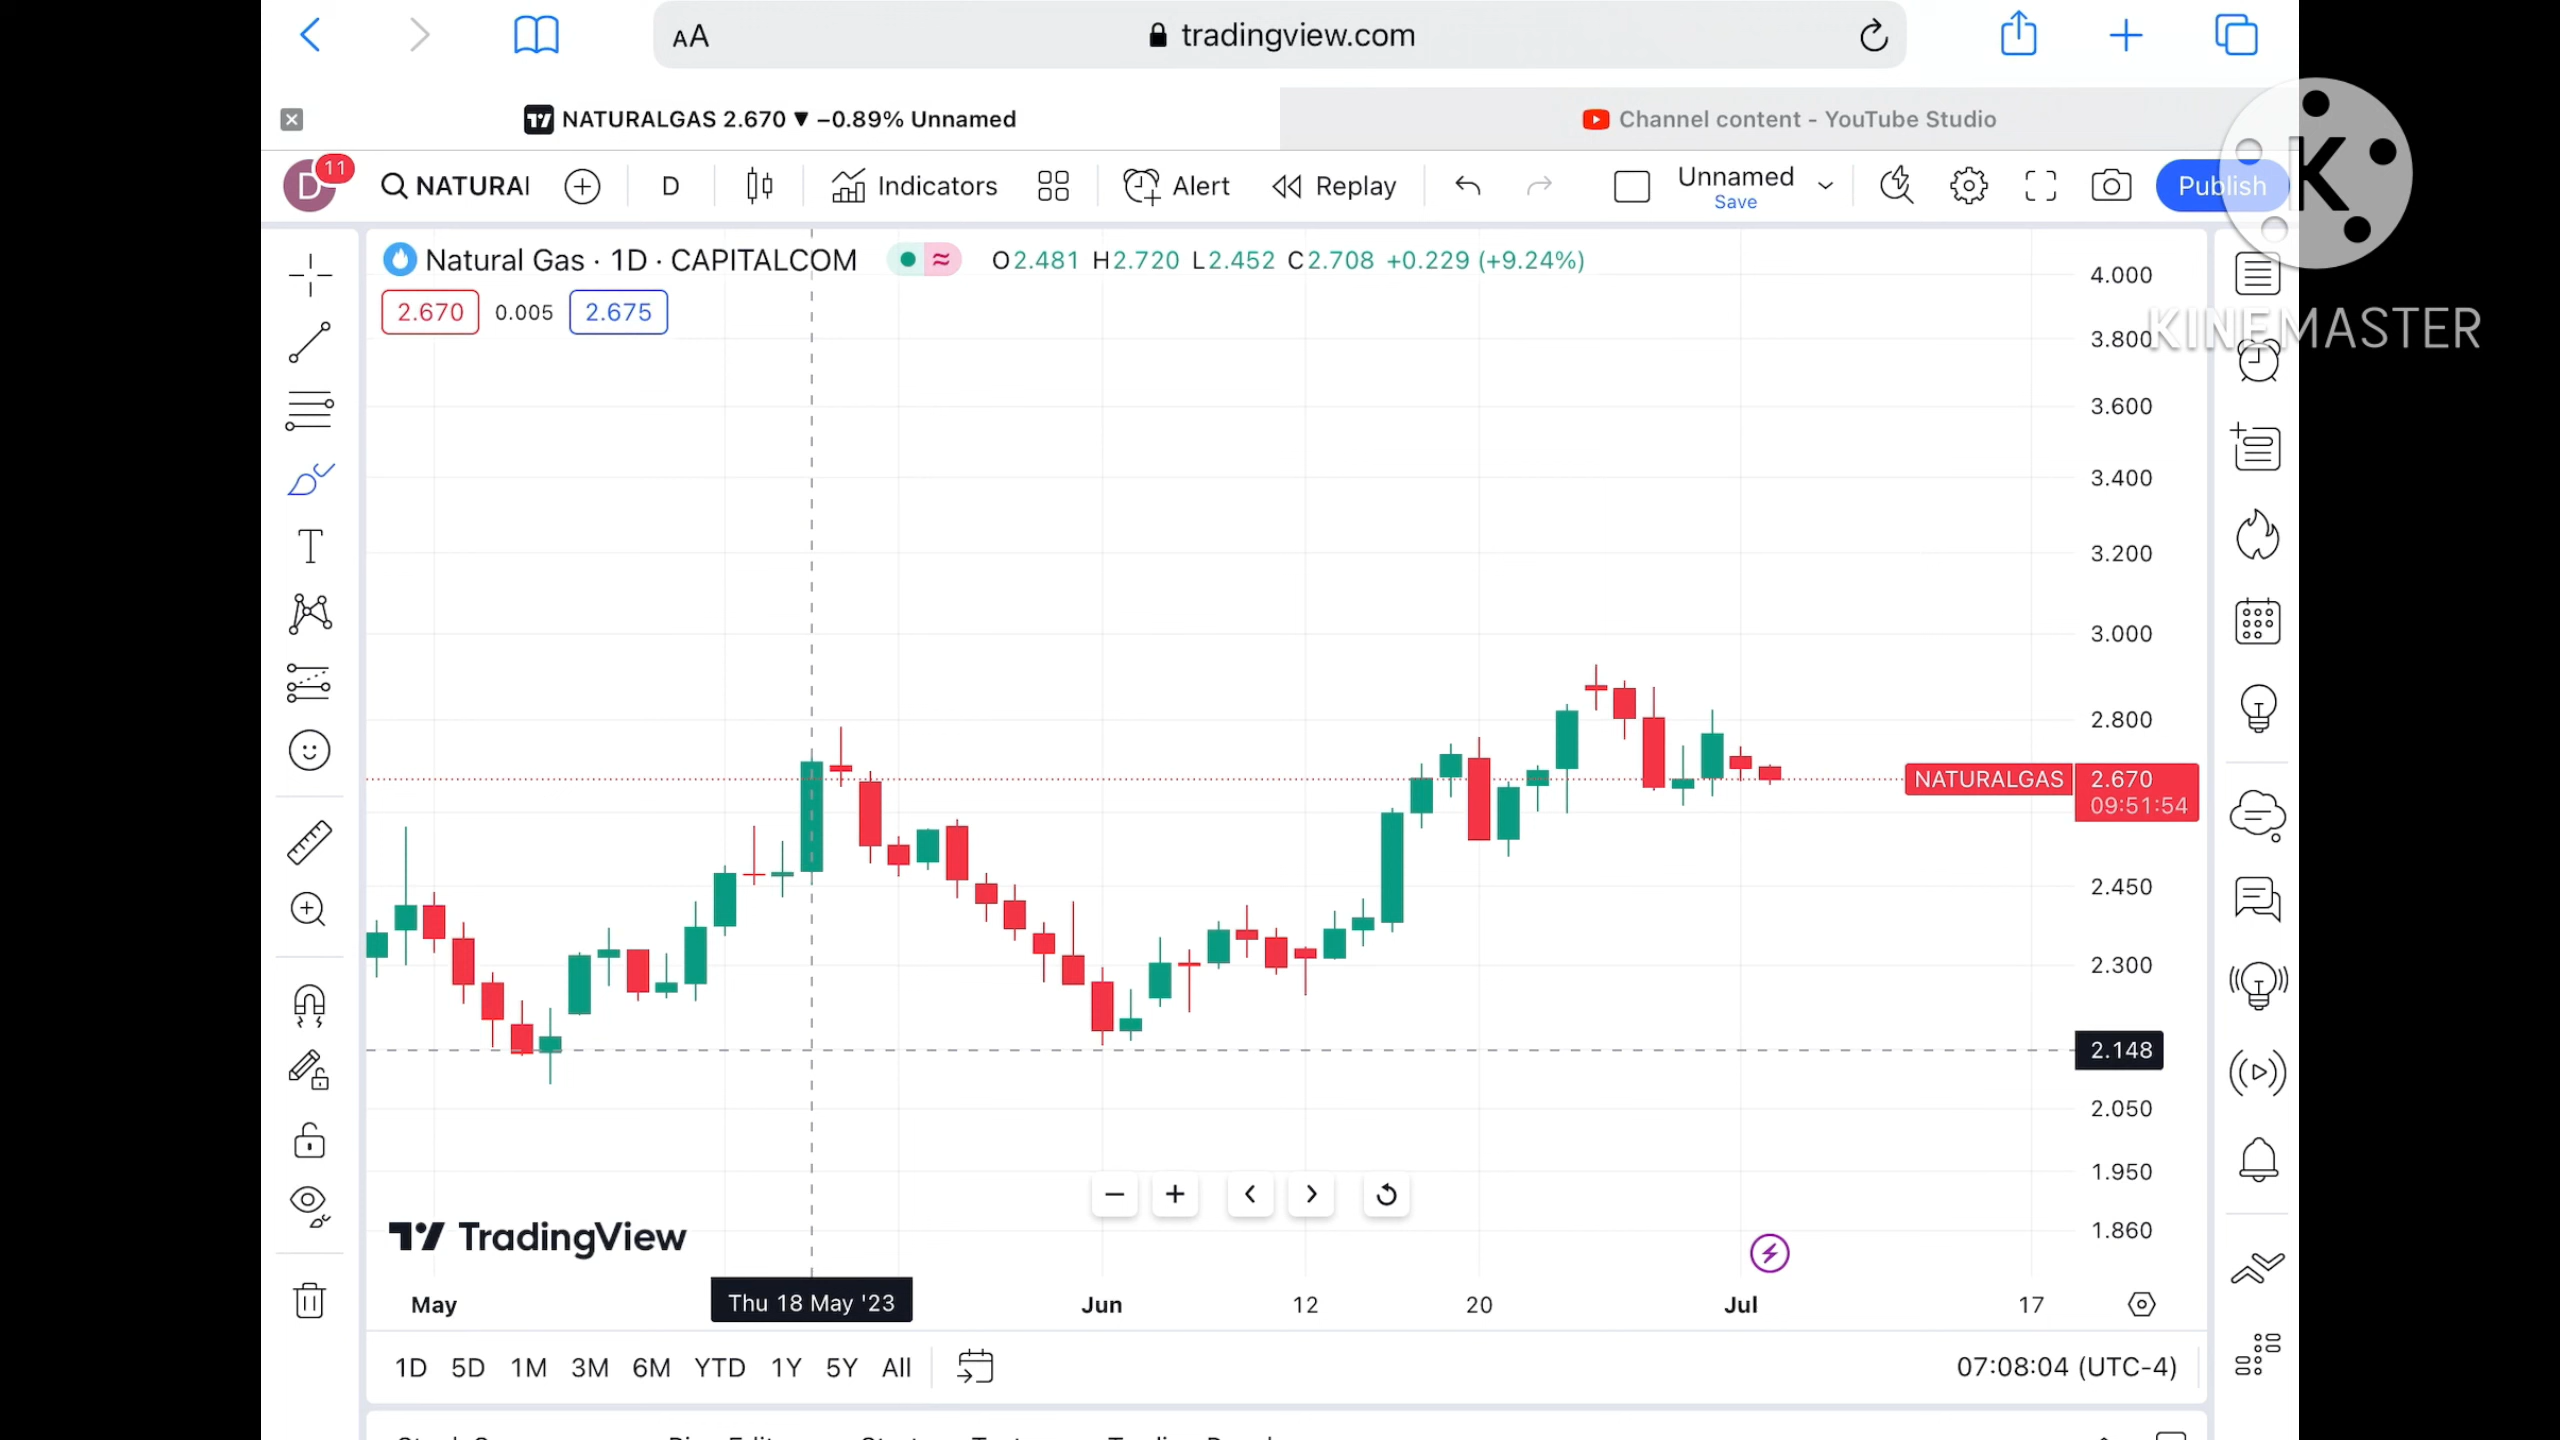 AA tradingview.com
NATURALGAS 2.670 ▼ −0.89% Unnamed
Channel content - YouTube Studio
D 11 NATURAL D Indicators Alert Replay Unnamed Save Publish
K
KINEMASTER
Natural Gas · 1D · CAPITALCOM O2.481 H2.720 L2.452 C2.708 +0.229 (+9.24%)
2.670 0.005 2.675
4.000
3.800
3.600
3.400
3.200
3.000
2.800
NATURALGAS 2.670
09:51:54
2.450
2.300
2.148
2.050
1.950
1.860
TradingView
May Thu 18 May '23 Jun 12 20 Jul 17
1D 5D 1M 3M 6M YTD 1Y 5Y All 07:08:04 (UTC-4)